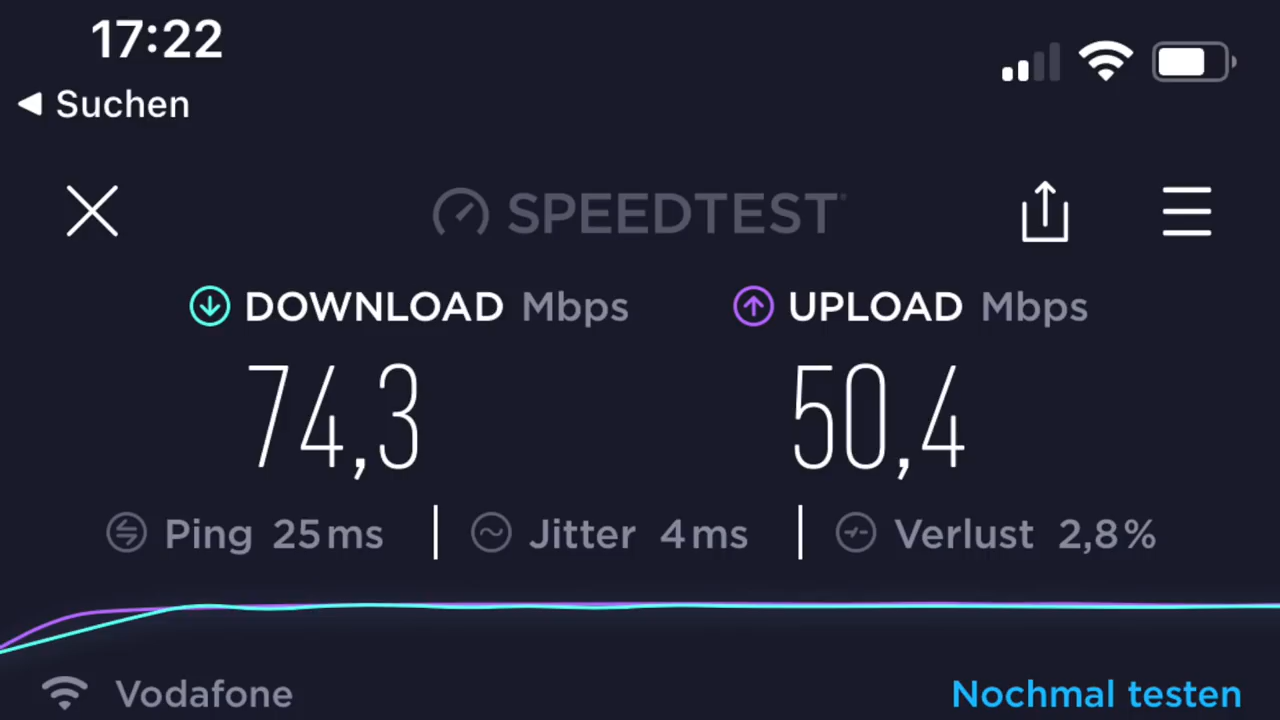 17:22
◀ Suchen
SPEEDTEST
DOWNLOAD Mbps
UPLOAD Mbps
74,3
50,4
Ping 25 ms
Jitter 4 ms
Verlust 2,8 %
Vodafone
Nochmal testen